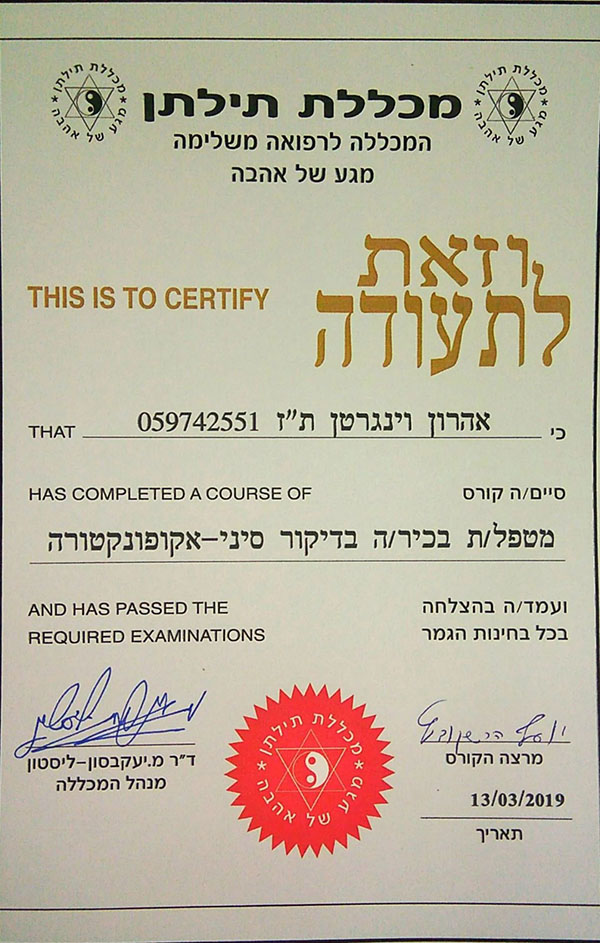 מכללת תילתן
מגע של אהבה
מכללת תילתן
מכללת תילתן
מגע של אהבה
המכללה לרפואה משלימה
מגע של אהבה
וזאת
לתעודה
THIS IS TO CERTIFY
כי אהרון וינגרטן ת"ז 059742551 THAT
סיים/ה קורס HAS COMPLETED A COURSE OF
מטפל/ת בכיר/ה בדיקור סיני-אקופונקטורה
ועמד/ה בהצלחה AND HAS PASSED THE
בכל בחינות הגמר REQUIRED EXAMINATIONS
מרצה הקורס
13/03/2019
תאריך
מכללת תילתן
מגע של אהבה
ד"ר מ.יעקבסון-ליסטון
מנהל המכללה